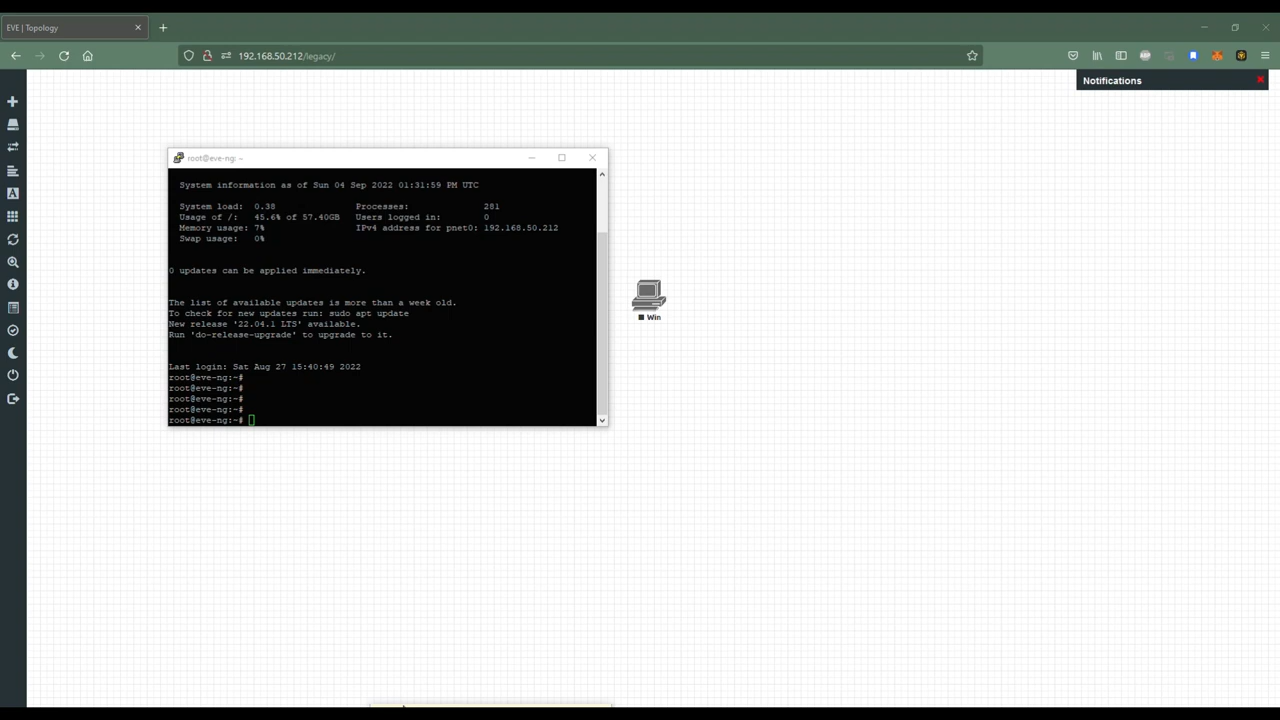 EVE | Topology
192.168.50.212/legacy/
Notifications
root@eve-ng: ~
System information as of Sun 04 Sep 2022 01:31:59 PM UTC
System load: 0.38 Processes: 281
Usage of /: 45.6% of 57.40GB Users logged in: 0
Memory usage: 7% IPv4 address for pnet0: 192.168.50.212
Swap usage: 0%
0 updates can be applied immediately.
The list of available updates is more than a week old.
To check for new updates run: sudo apt update
New release '22.04.1 LTS' available.
Run 'do-release-upgrade' to upgrade to it.
Last login: Sat Aug 27 15:40:49 2022
root@eve-ng:~#
root@eve-ng:~#
root@eve-ng:~#
root@eve-ng:~#
root@eve-ng:~#
Win